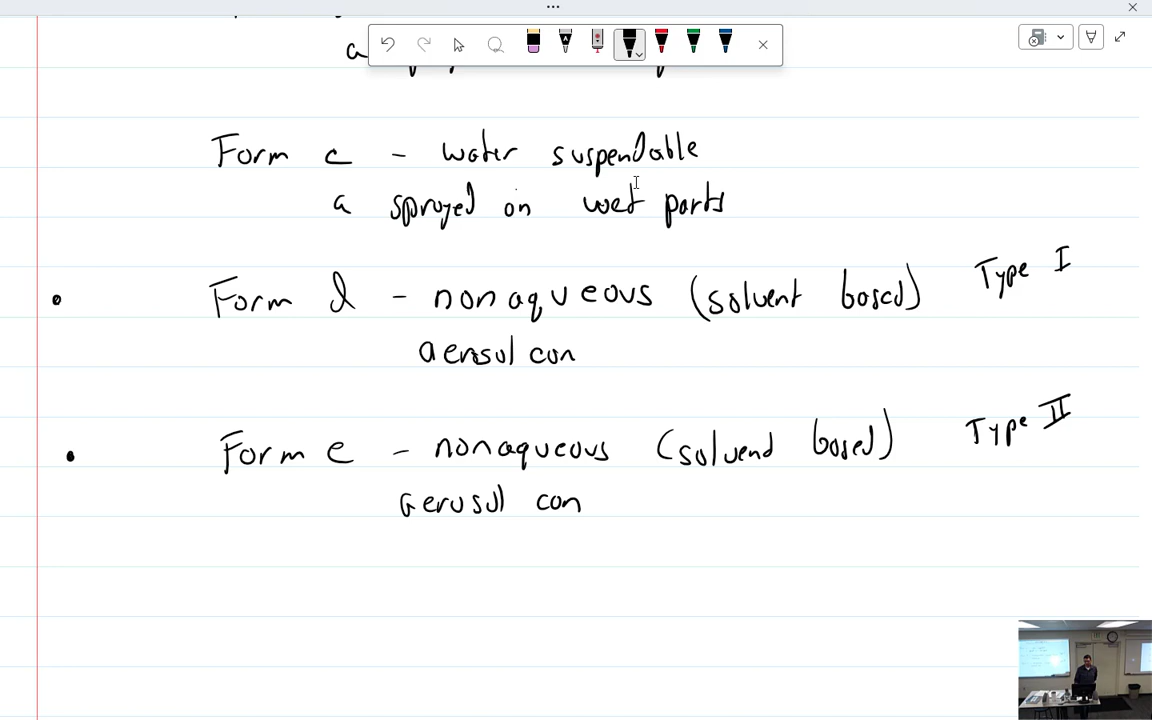 a
Form c - water suspendable
a sprayed on wet parts
Form d - nonaqueous (solvent based) Type I
aerosol can
Form e - nonaqueous (solvend based) Type II
aerosol can